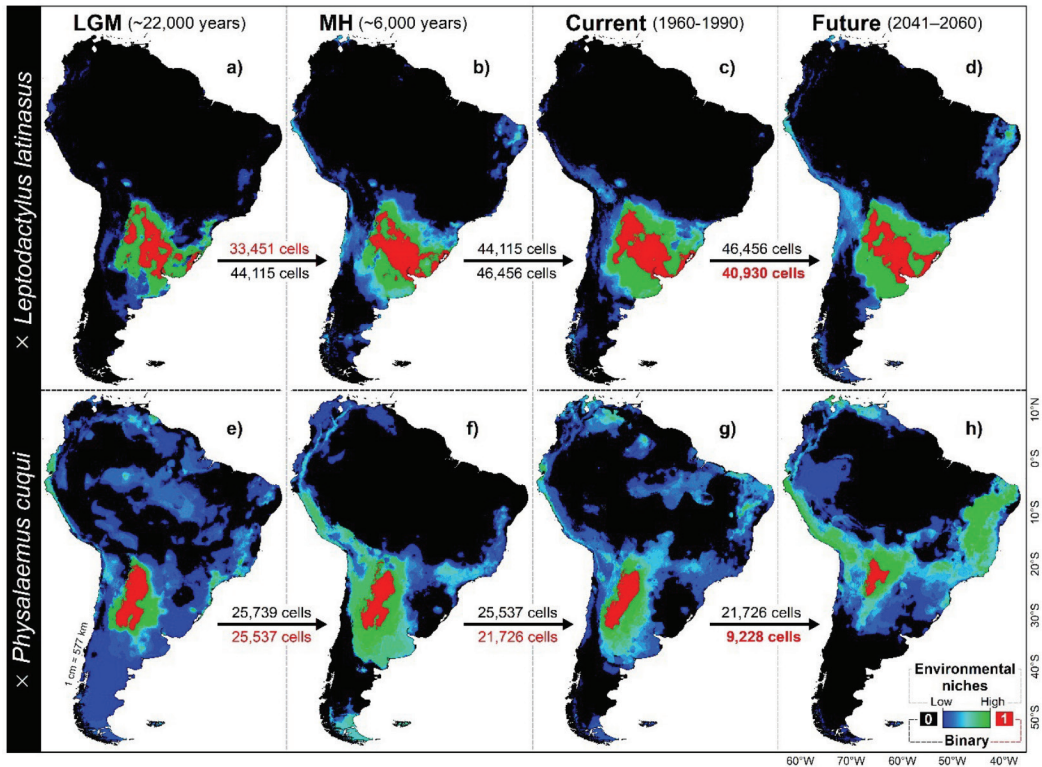 LGM (~22,000 years)
MH (~6,000 years)
Current (1960-1990)
Future (2041–2060)
× Leptodactylus latinasus
a)
b)
c)
d)
33,451 cells
44,115 cells
44,115 cells
46,456 cells
46,456 cells
40,930 cells
× Physalaemus cuqui
e)
f)
g)
h)
25,739 cells
25,537 cells
25,537 cells
21,726 cells
21,726 cells
9,228 cells
1 cm = 577 km
10°N
0°S
10°S
20°S
30°S
40°S
50°S
Environmental
niches
Low High
0 1
Binary
60°W 70°W 60°W 50°W 40°W